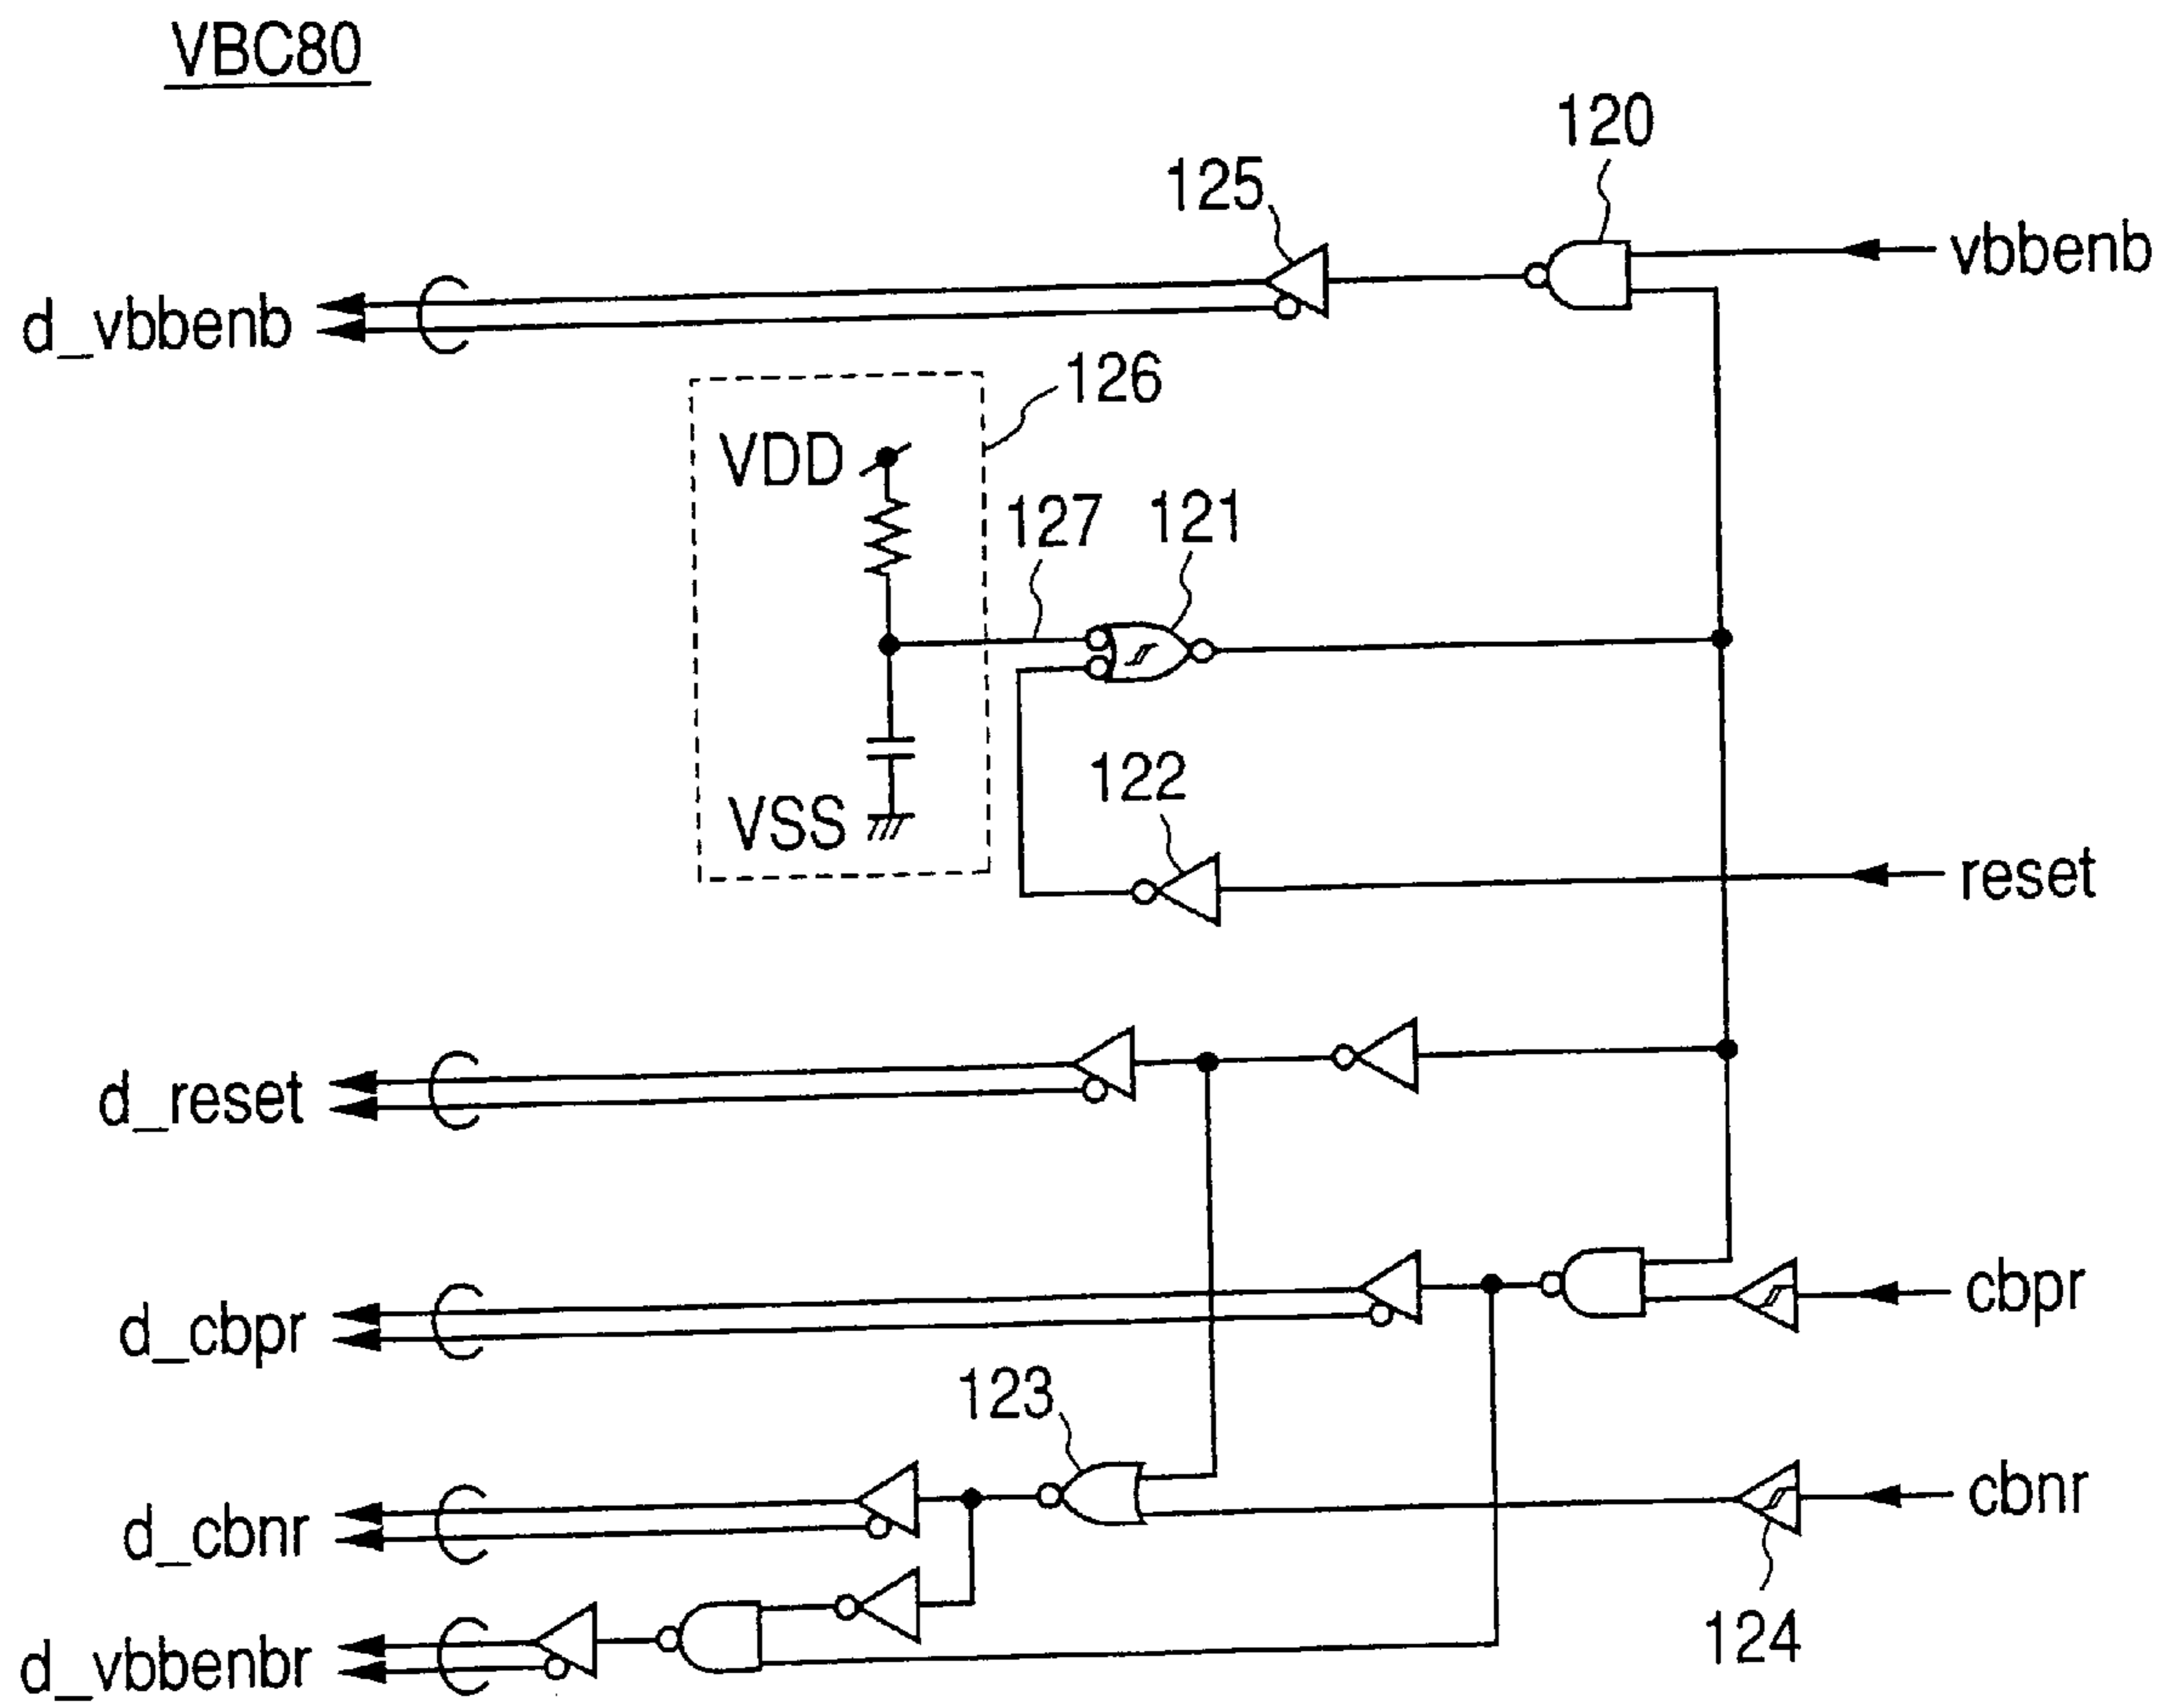 VBC80
120
125
vbbenb
d_vbbenb
126
VDD
127
121
122
VSS
reset
d_reset
cbpr
d_cbpr
123
cbnr
d_cbnr
124
d_vbbenbr